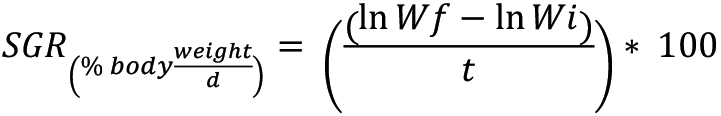 SGR(% body weight/d) = ((ln Wf − ln Wi)/t) * 100